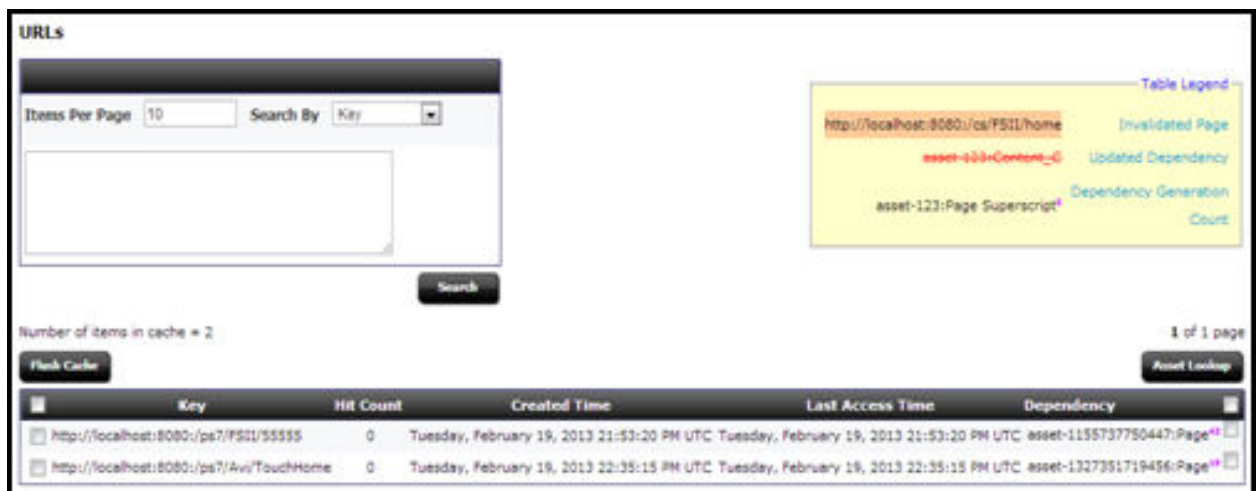 URLs
Items Per Page 10 Search By Key
Search
Table Legend
http://localhost:8080:/cs/FSII/home Invalidated Page
asset-123:Content_C Updated Dependency
asset-123:Page Superscript Dependency Generation
Count
Number of items in cache = 2
1 of 1 page
Flush Cache Asset Lookup
Key Hit Count Created Time Last Access Time Dependency
http://localhost:8080:/ps7/FSII/55555 0 Tuesday, February 19, 2013 21:53:20 PM UTC Tuesday, February 19, 2013 21:53:20 PM UTC asset-1155737750447:Page
http://localhost:8080:/ps7/Avi/TouchHome 0 Tuesday, February 19, 2013 22:35:15 PM UTC Tuesday, February 19, 2013 22:35:15 PM UTC asset-1327351719456:Page